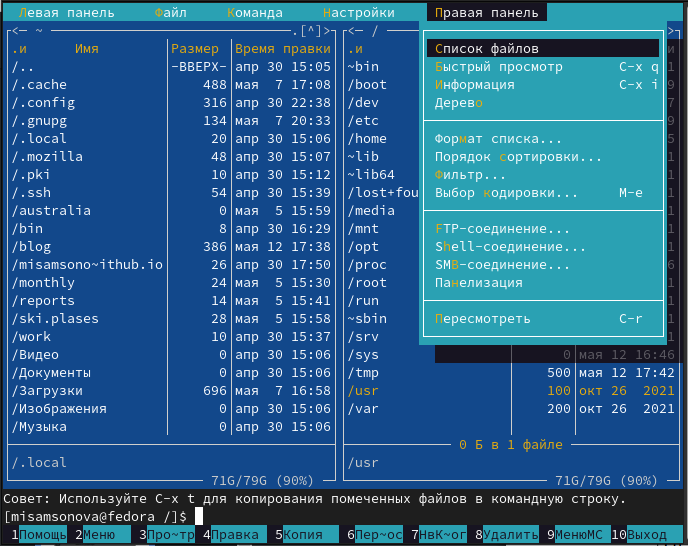 Левая панель Файл Команда Настройки Правая панель
<— ~ .[^]>
.и Имя Размер Время правки
/.. -ВВЕРХ- апр 30 15:05
/.cache 488 мая 7 17:08
/.config 316 апр 30 22:38
/.gnupg 134 мая 7 20:33
/.local 20 апр 30 15:06
/.mozilla 48 апр 30 15:07
/.pki 10 апр 30 15:12
/.ssh 54 апр 30 15:39
/australia 0 мая 5 15:59
/bin 8 апр 30 16:29
/blog 386 мая 12 17:38
/misamsono~ithub.io 26 апр 30 17:50
/monthly 24 мая 5 15:30
/reports 14 мая 5 15:41
/ski.plases 28 мая 5 15:58
/work 10 апр 30 15:37
/Видео 0 апр 30 15:06
/Документы 0 апр 30 15:06
/Загрузки 696 мая 7 16:58
/Изображения 0 апр 30 15:06
/Музыка 0 апр 30 15:06
/.local
71G/79G (90%)
<— /
.и
~bin
/boot
/dev
/etc
/home
~lib
~lib64
/lost+fou
/media
/mnt
/opt
/proc
/root
/run
~sbin
/srv
/sys 0 мая 12 16:46
/tmp 500 мая 12 17:42
/usr 100 окт 26 2021
/var 200 окт 26 2021
0 Б в 1 файле
/usr
71G/79G (90%)
Список файлов
Быстрый просмотр C-x q
Информация C-x i
Дерево
Формат списка...
Порядок сортировки...
Фильтр...
Выбор кодировки... M-e
FTP-соединение...
Shell-соединение...
SMB-соединение...
Панелизация
Пересмотреть C-r
Совет: Используйте C-x t для копирования помеченных файлов в командную строку.
[misamsonova@fedora /]$
1Помощь 2Меню 3Про~тр 4Правка 5Копия 6Пер~ос 7НвК~ог 8Удалить 9МенюМС 10Выход